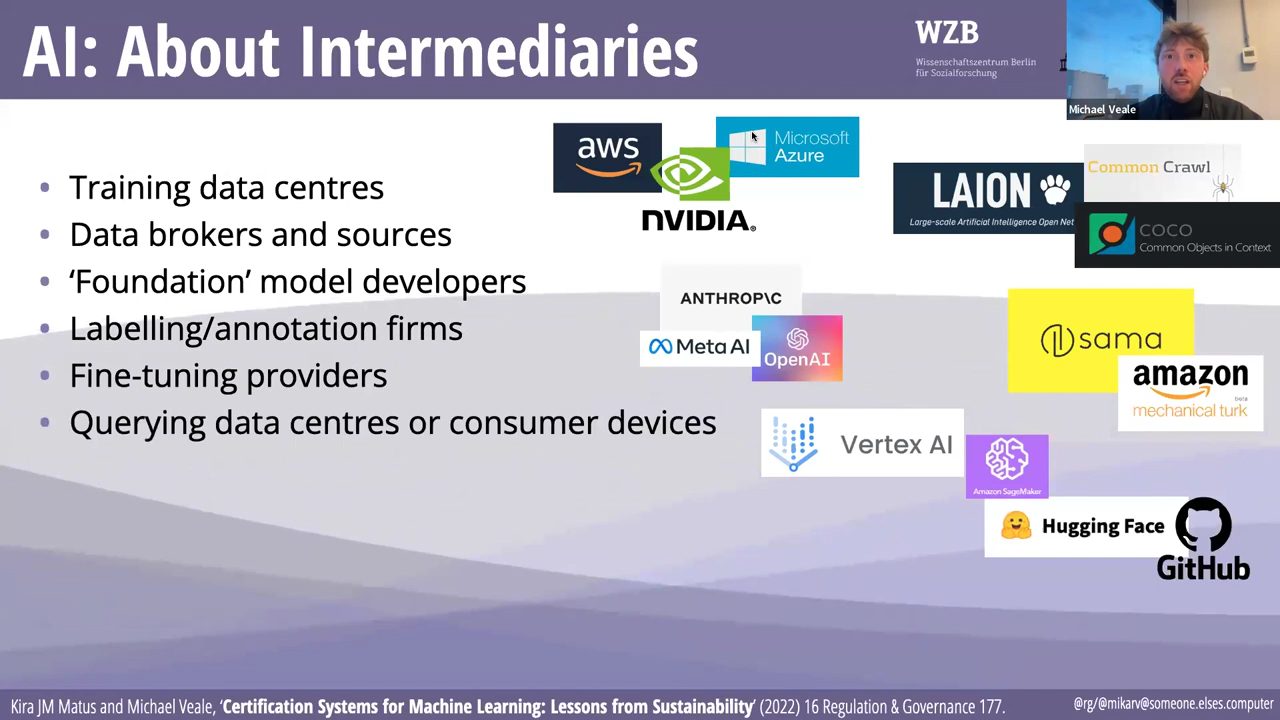 AI: About Intermediaries
WZB
Wissenschaftszentrum Berlin
für Sozialforschung
Michael Veale
• Training data centres
• Data brokers and sources
• ‘Foundation’ model developers
• Labelling/annotation firms
• Fine-tuning providers
• Querying data centres or consumer devices
aws
Microsoft
Azure
NVIDIA.
LAION
Large-scale Artificial Intelligence Open Net
Common Crawl
COCO
Common Objects in Context
ANTHROP\C
Meta AI
OpenAI
sama
amazon
beta
mechanical turk
Vertex AI
Amazon SageMaker
Hugging Face
GitHub
Kira JM Matus and Michael Veale, ‘Certification Systems for Machine Learning: Lessons from Sustainability’ (2022) 16 Regulation & Governance 177.
@rg/@mikarv@someone.elses.computer